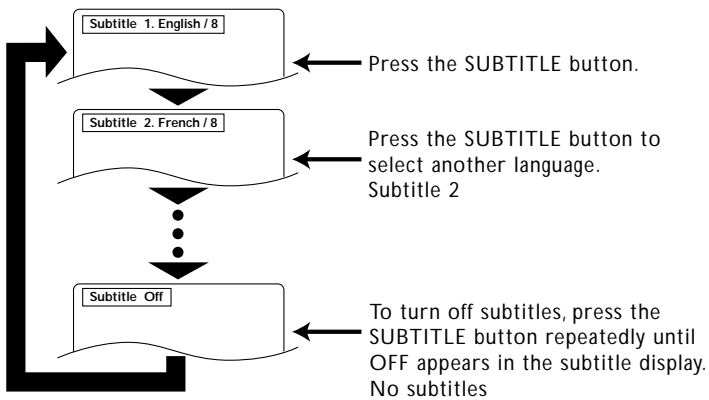 Subtitle 1. English / 8
Press the SUBTITLE button.
Subtitle 2. French / 8
Press the SUBTITLE button to
select another language.
Subtitle 2
Subtitle Off
To turn off subtitles, press the
SUBTITLE button repeatedly until
OFF appears in the subtitle display.
No subtitles